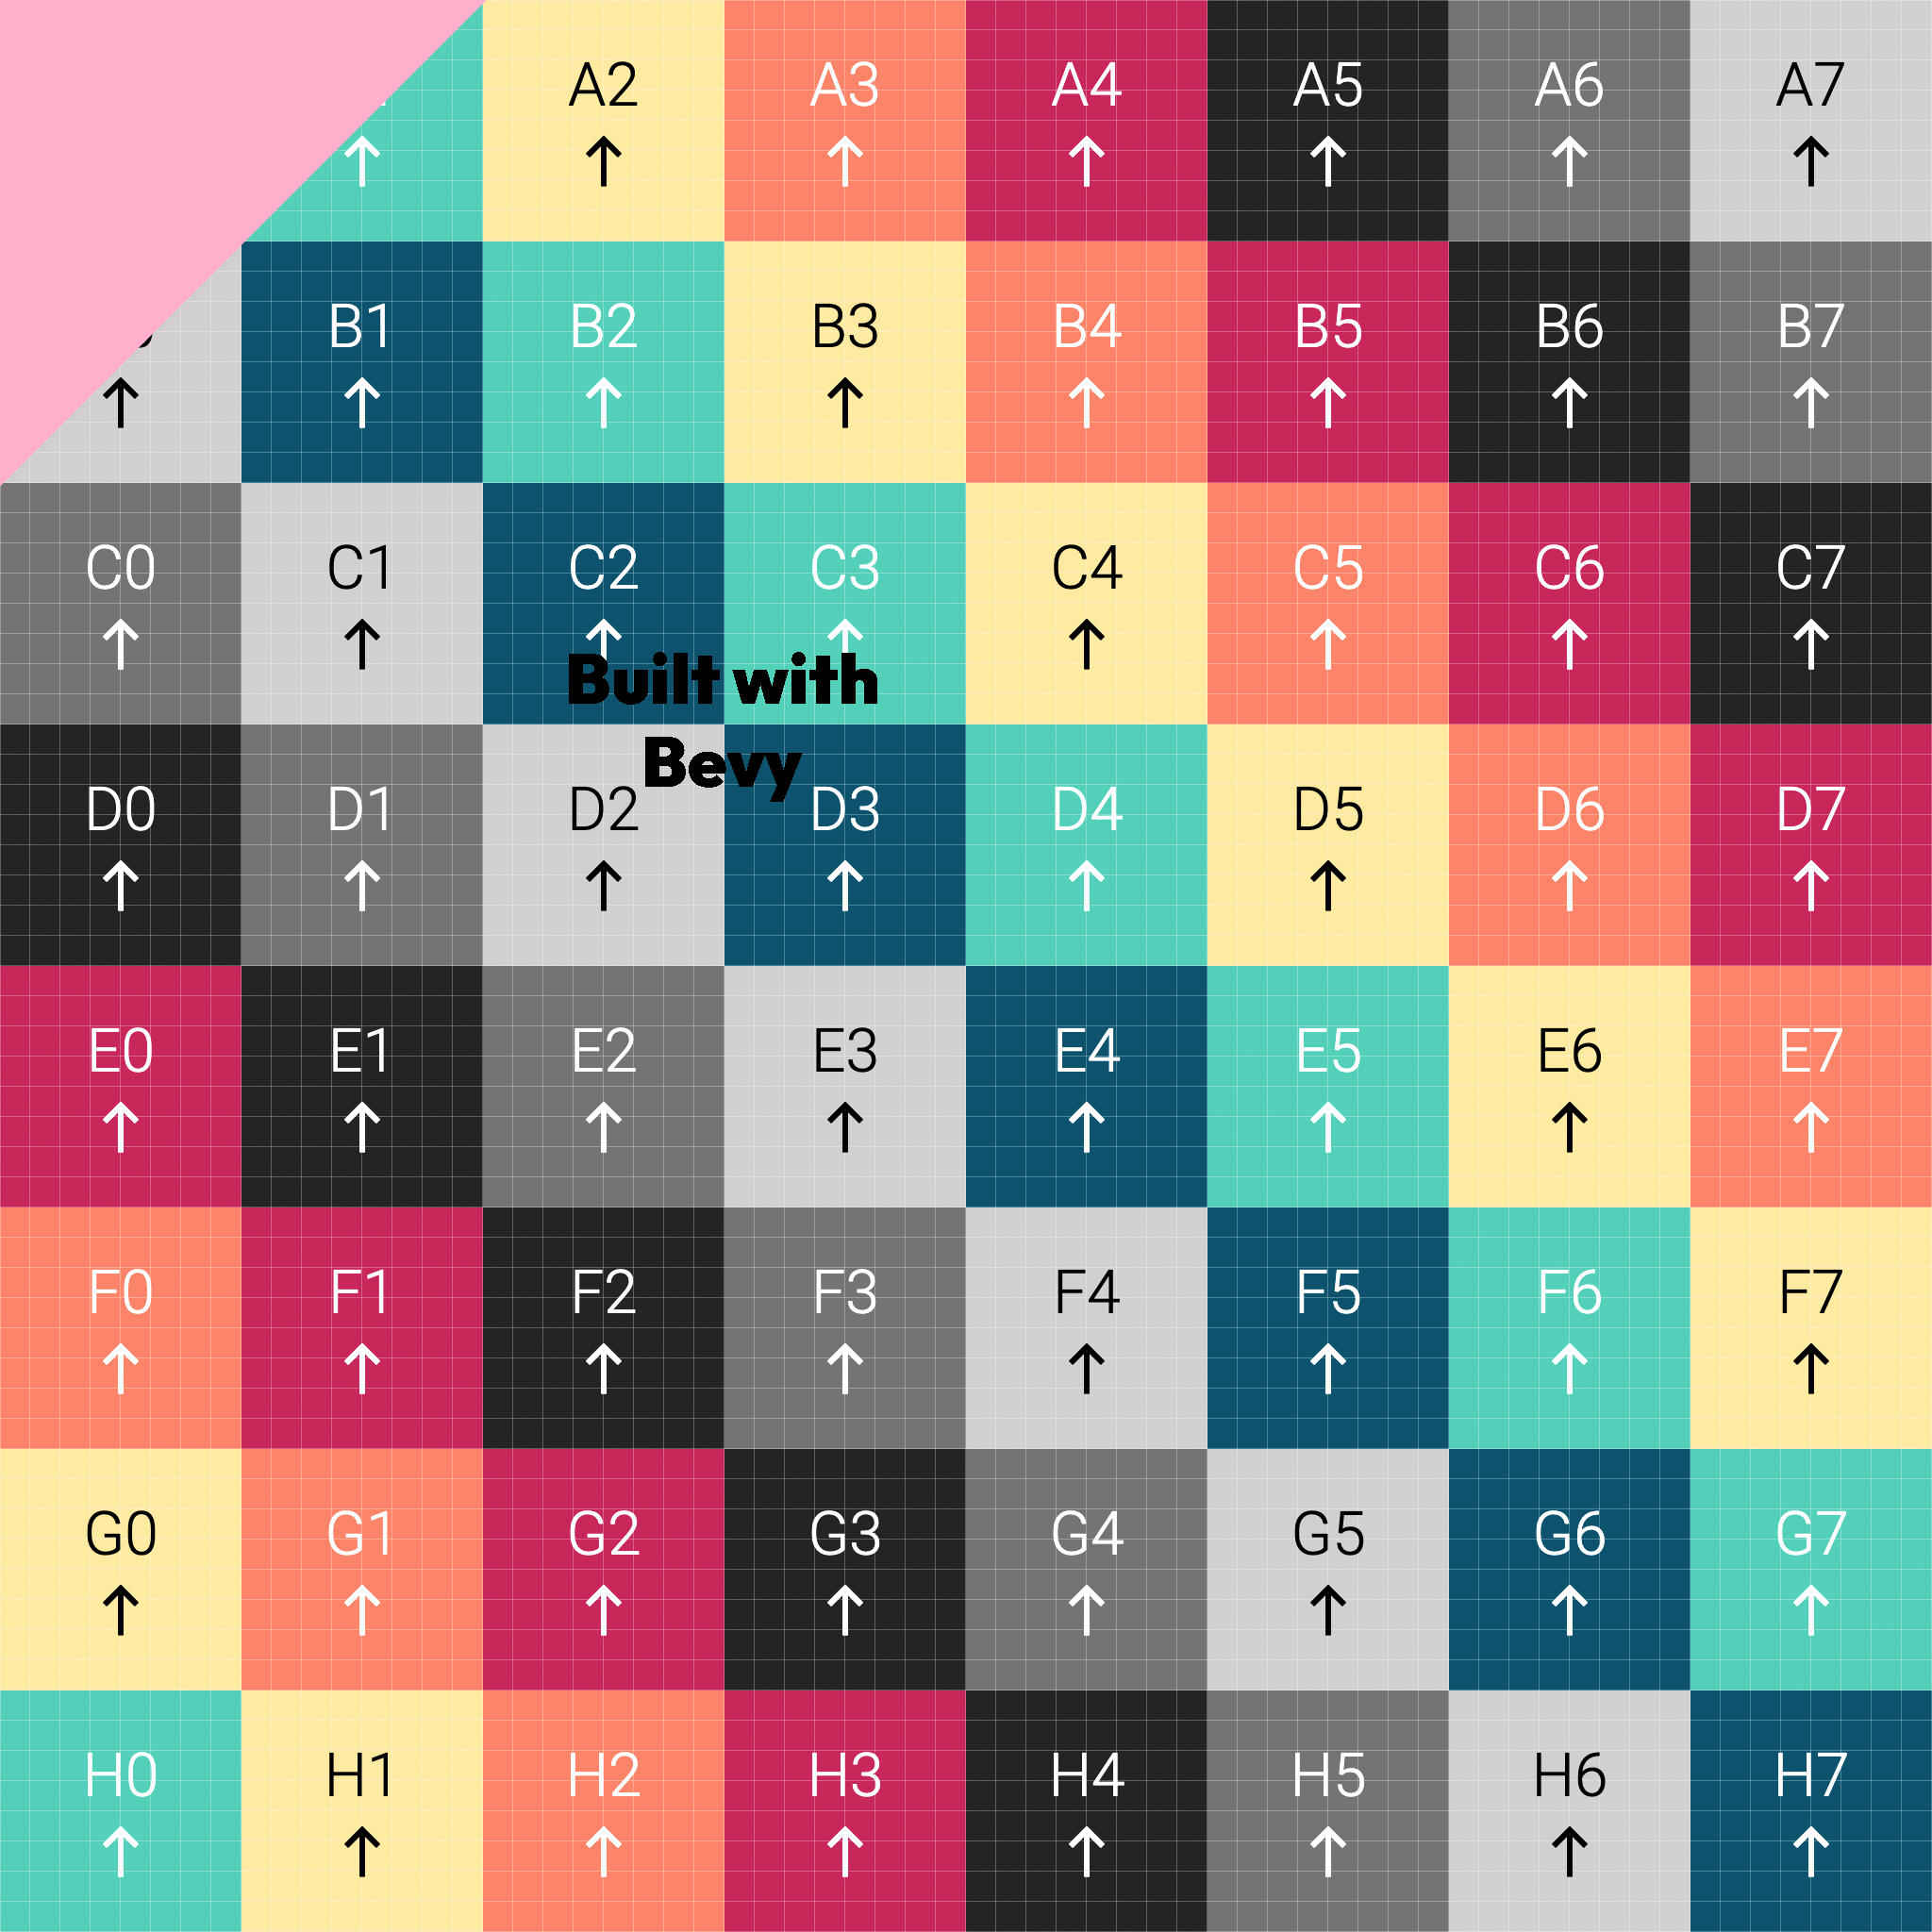 A2 A3 A4 A5 A6 A7
B1 B2 B3 B4 B5 B6 B7
C0 C1 C2 C3 C4 C5 C6 C7
Built with
Bevy
D0 D1 D2 D3 D4 D5 D6 D7
E0 E1 E2 E3 E4 E5 E6 E7
F0 F1 F2 F3 F4 F5 F6 F7
G0 G1 G2 G3 G4 G5 G6 G7
H0 H1 H2 H3 H4 H5 H6 H7